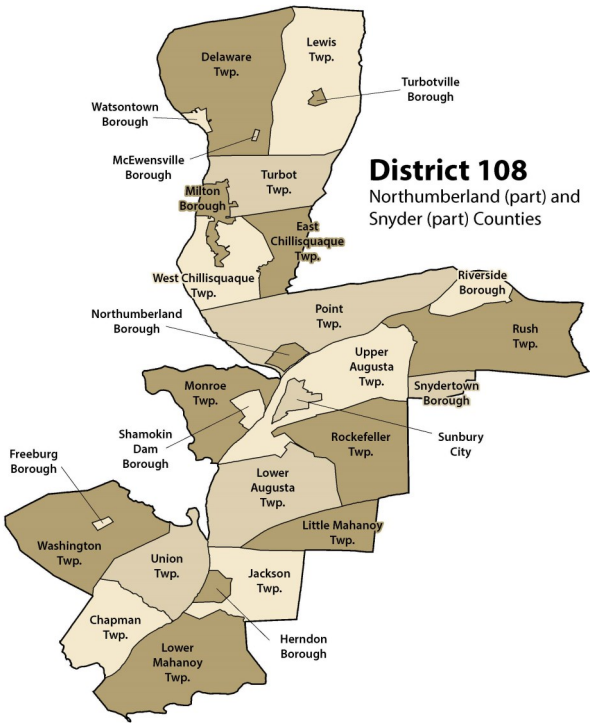 Delaware
Twp.
Lewis
Twp.
Turbotville
Borough
Watsontown
Borough
McEwensville
Borough
Turbot
Twp.
District 108
Northumberland (part) and
Snyder (part) Counties
Milton
Borough
East
Chillisquaque
Twp.
West Chillisquaque
Twp.
Riverside
Borough
Northumberland
Borough
Point
Twp.
Rush
Twp.
Upper
Augusta
Twp.
Monroe
Twp.
Snydertown
Borough
Shamokin
Dam
Borough
Rockefeller
Twp.
Sunbury
City
Freeburg
Borough
Lower
Augusta
Twp.
Little Mahanoy
Twp.
Washington
Twp.
Union
Twp.
Jackson
Twp.
Chapman
Twp.
Herndon
Borough
Lower
Mahanoy
Twp.